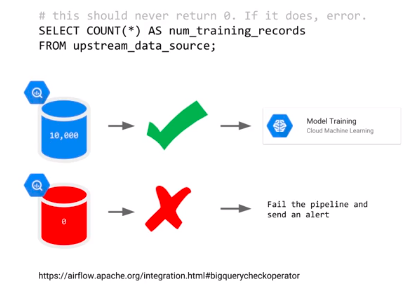 # this should never return 0. If it does, error.
SELECT COUNT(*) AS num_training_records
FROM upstream_data_source;
10,000
Model Training
Cloud Machine Learning
0
Fail the pipeline and
send an alert
https://airflow.apache.org/integration.html#bigquerycheckoperator